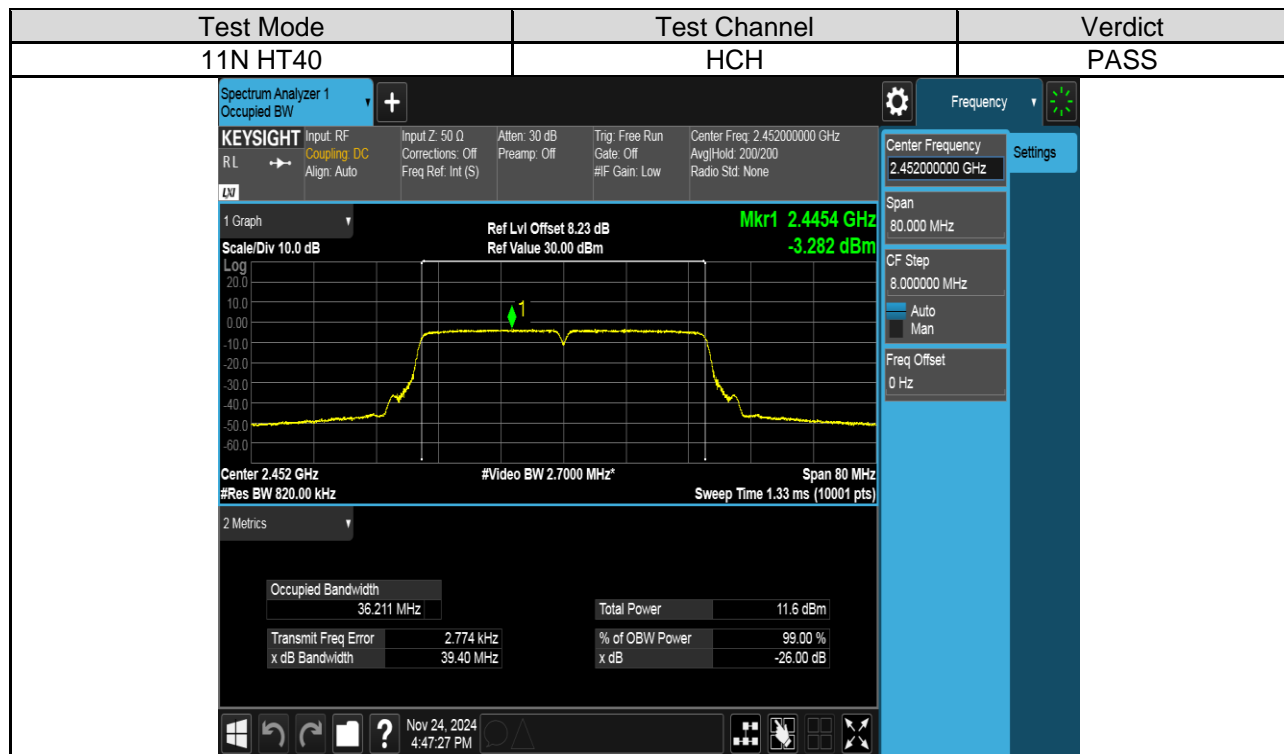 Test Mode Test Channel Verdict
11N HT40 HCH PASS
Spectrum Analyzer 1
Occupied BW
+
Frequency
KEYSIGHT
R L
LXI
Input: RF
Coupling: DC
Align: Auto
Input Z: 50 Ω
Corrections: Off
Freq Ref: Int (S)
Atten: 30 dB
Preamp: Off
Trig: Free Run
Gate: Off
#IF Gain: Low
Center Freq: 2.452000000 GHz
Avg|Hold: 200/200
Radio Std: None
Center Frequency
2.452000000 GHz
Settings
Span
80.000 MHz
CF Step
8.000000 MHz
Auto
Man
Freq Offset
0 Hz
1 Graph
Scale/Div 10.0 dB
Ref Lvl Offset 8.23 dB
Ref Value 30.00 dBm
Mkr1 2.4454 GHz
-3.282 dBm
Log
20.0
10.0
0.00
-10.0
-20.0
-30.0
-40.0
-50.0
-60.0
1
Center 2.452 GHz
#Res BW 820.00 kHz
#Video BW 2.7000 MHz*
Span 80 MHz
Sweep Time 1.33 ms (10001 pts)
2 Metrics
Occupied Bandwidth
36.211 MHz
Total Power 11.6 dBm
Transmit Freq Error 2.774 kHz
% of OBW Power 99.00 %
x dB Bandwidth 39.40 MHz
x dB -26.00 dB
?
Nov 24, 2024
4:47:27 PM